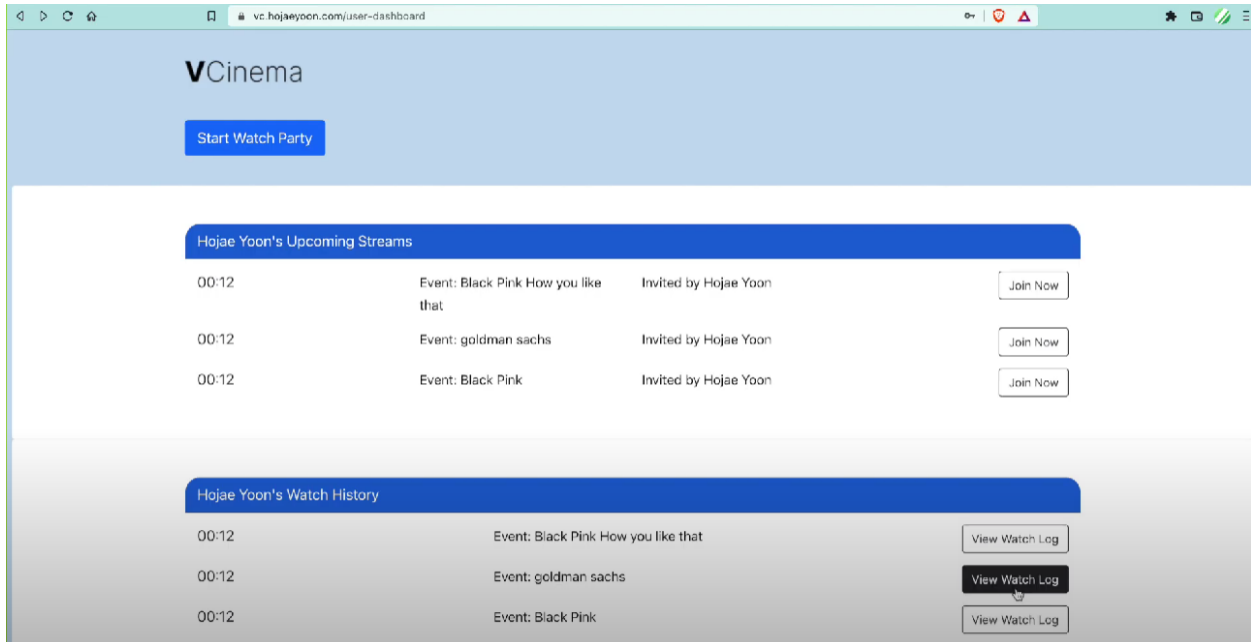 vc.hojaeyoon.com/user-dashboard
VCinema
Start Watch Party
Hojae Yoon's Upcoming Streams
00:12 Event: Black Pink How you like Invited by Hojae Yoon Join Now
that
00:12 Event: goldman sachs Invited by Hojae Yoon Join Now
00:12 Event: Black Pink Invited by Hojae Yoon Join Now
Hojae Yoon's Watch History
00:12 Event: Black Pink How you like that View Watch Log
00:12 Event: goldman sachs View Watch Log
00:12 Event: Black Pink View Watch Log